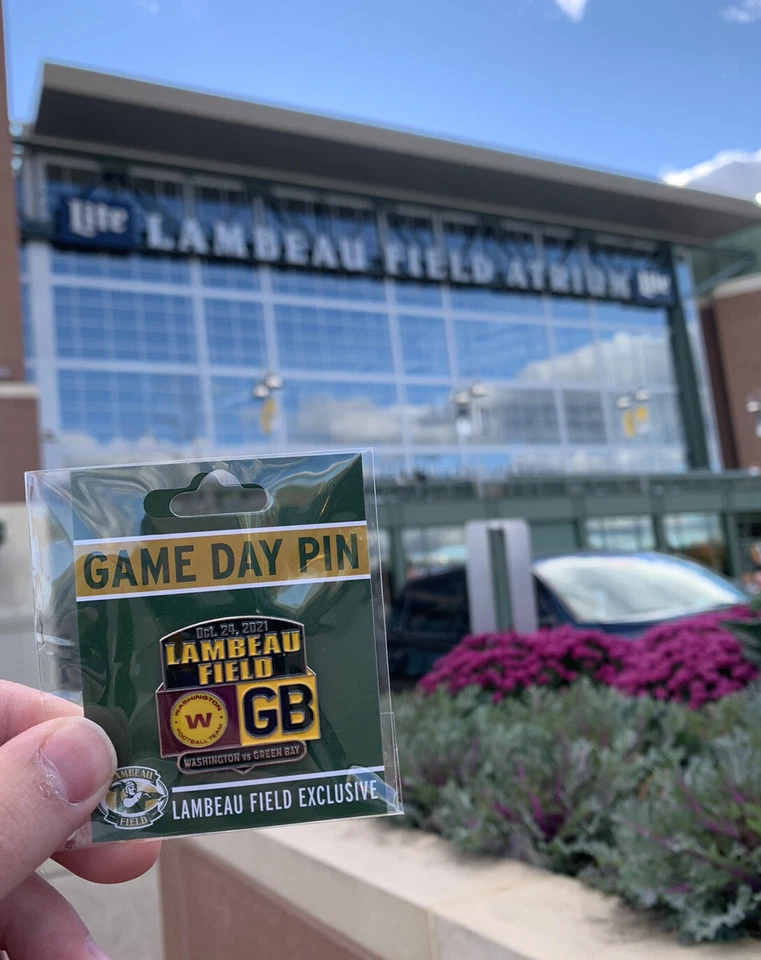 Lite LAMBEAU FIELD ATRIUM Lite
GAME DAY PIN
Oct. 24, 2021
LAMBEAU
FIELD
WASHINGTON
W
FOOTBALL TEAM
GB
WASHINGTON vs GREEN BAY
LAMBEAU
FIELD
LAMBEAU FIELD EXCLUSIVE